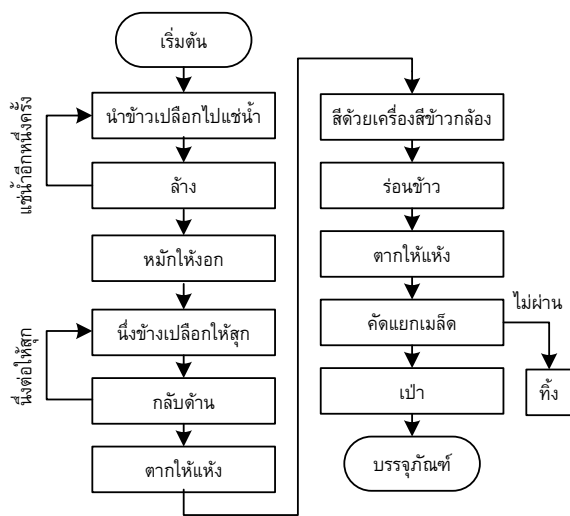 เริ่มต้น
นำข้าวเปลือกไปแช่น้ำ
แช่น้ำอีกหนึ่งครั้ง
ล้าง
หมักให้งอก
นึ่งข้างเปลือกให้สุก
นึ่งต่อให้สุก
กลับด้าน
ตากให้แห้ง
สีด้วยเครื่องสีข้าวกล้อง
ร่อนข้าว
ตากให้แห้ง
คัดแยกเมล็ด
ไม่ผ่าน
ทิ้ง
เป่า
บรรจุภัณฑ์